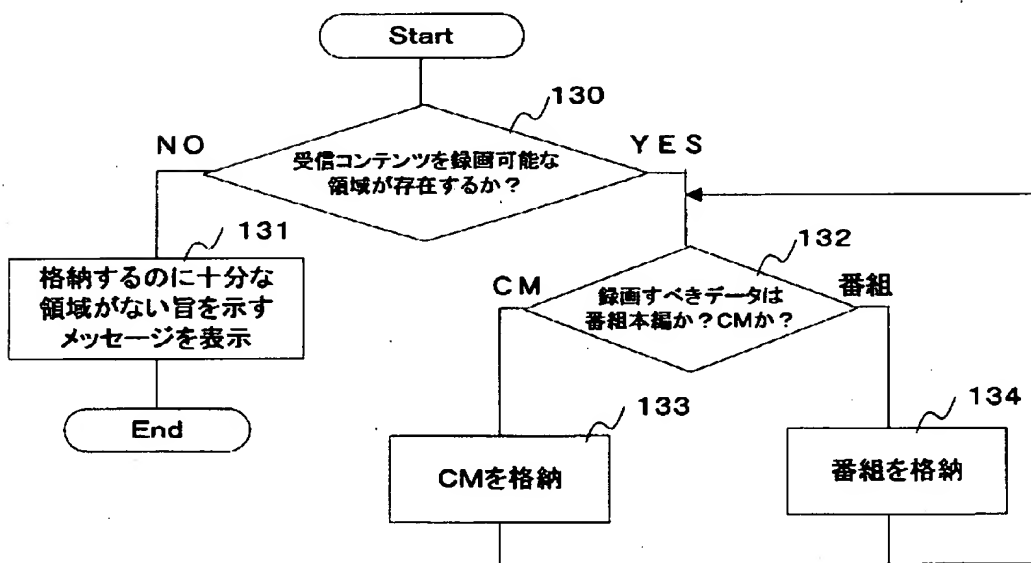 Start
130
NO
YES
受信コンテンツを録画可能な
領域が存在するか？
131
格納するのに十分な
領域がない旨を示す
メッセージを表示
End
132
CM
番組
録画すべきデータは
番組本編か？CMか？
133
CMを格納
134
番組を格納